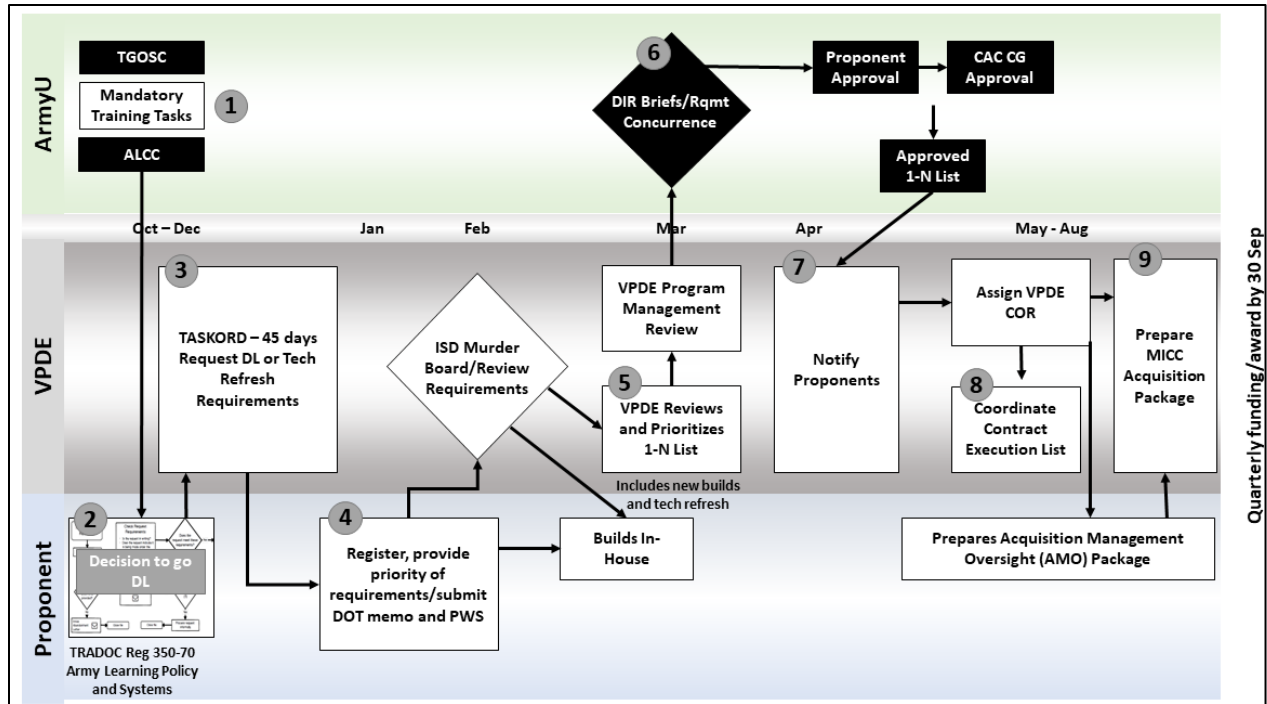 ArmyU
TGOSC
Mandatory
Training Tasks
1
ALCC
6
DIR Briefs/Rqmt
Concurrence
Proponent
Approval
CAC CG
Approval
Approved
1-N List
Oct – Dec
Jan
Feb
Mar
Apr
May - Aug
VPDE
3
TASKORD – 45 days
Request DL or Tech
Refresh
Requirements
ISD Murder
Board/Review
Requirements
VPDE Program
Management
Review
5
VPDE Reviews
and Prioritizes
1-N List
Includes new builds
and tech refresh
7
Notify
Proponents
Assign VPDE
COR
8
Coordinate
Contract
Execution List
9
Prepare
MICC
Acquisition
Package
Proponent
2
Decision to go
DL
TRADOC Reg 350-70
Army Learning Policy
and Systems
4
Register, provide
priority of
requirements/submit
DOT memo and PWS
Builds In-
House
Prepares Acquisition Management
Oversight (AMO) Package
Quarterly funding/award by 30 Sep